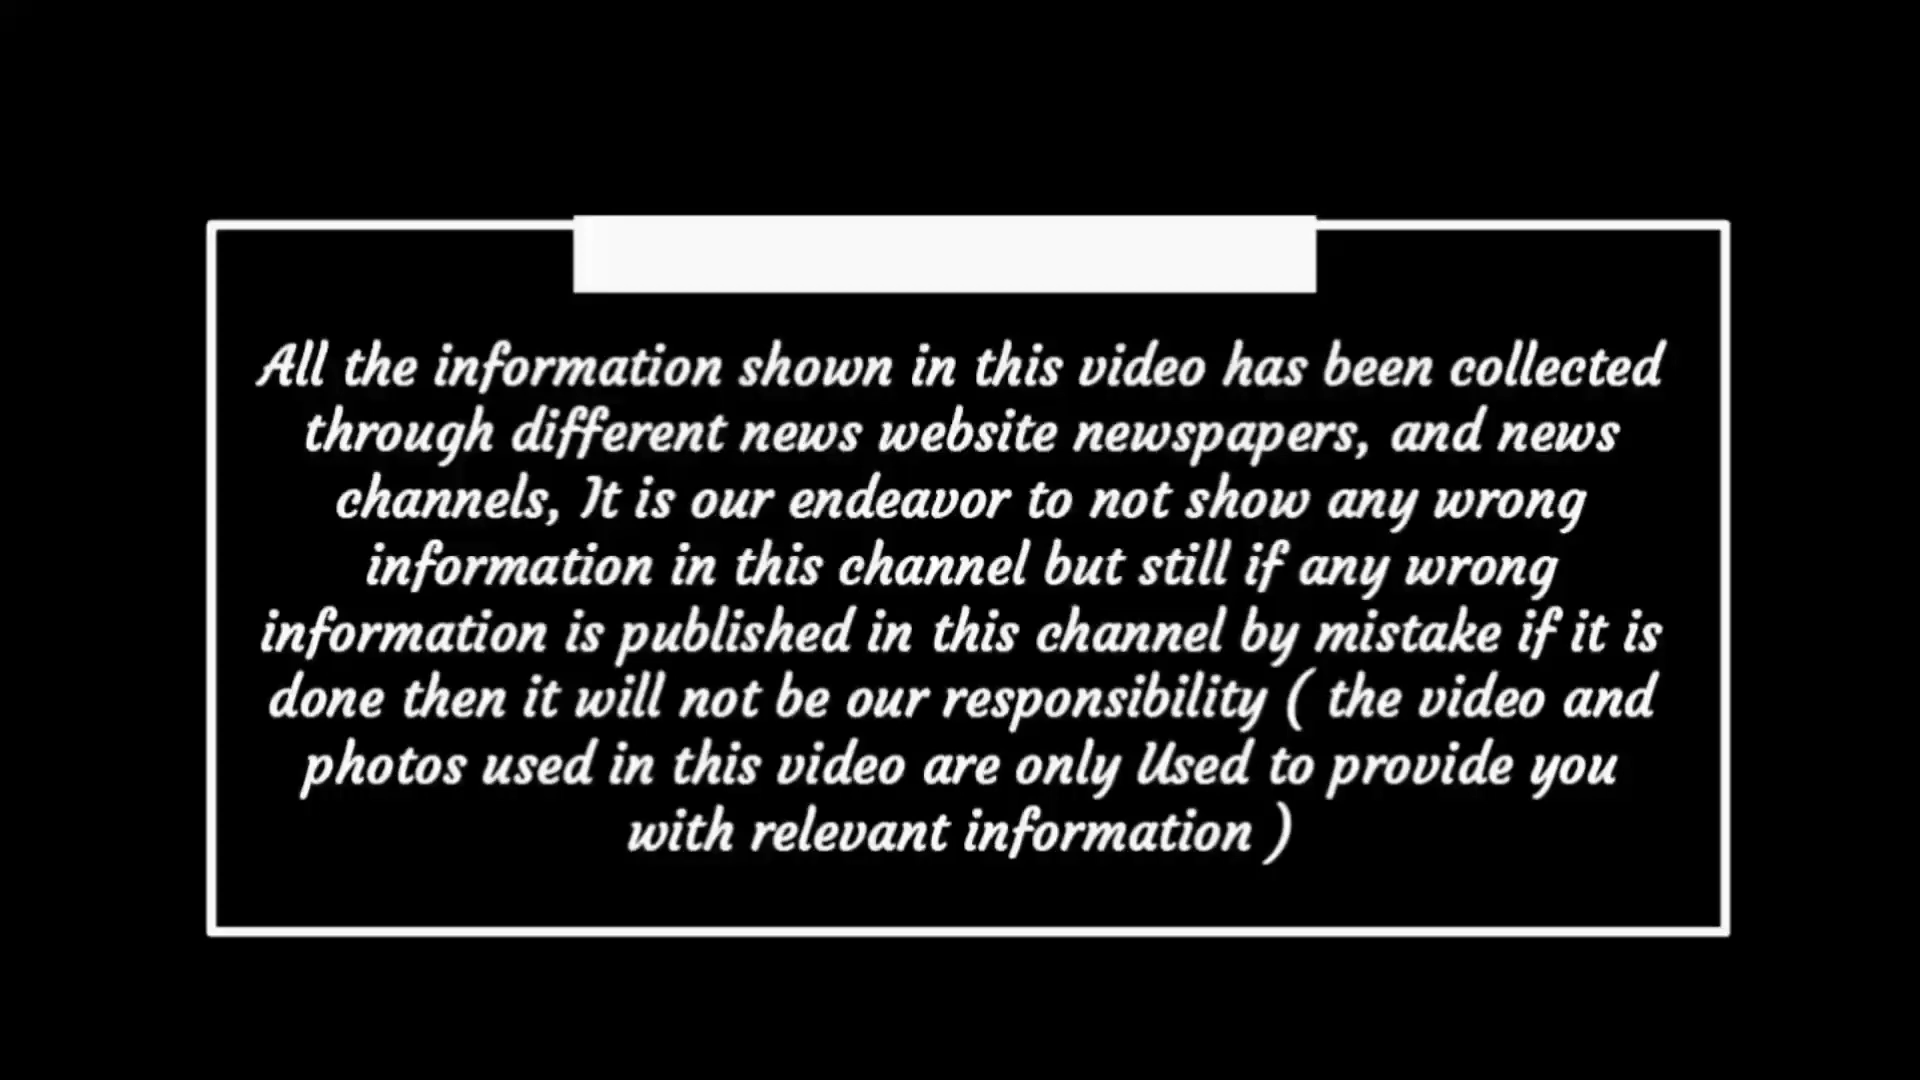 All the information shown in this video has been collected
through different news website newspapers, and news
channels, It is our endeavor to not show any wrong
information in this channel but still if any wrong
information is published in this channel by mistake if it is
done then it will not be our responsibility ( the video and
photos used in this video are only Used to provide you
with relevant information )